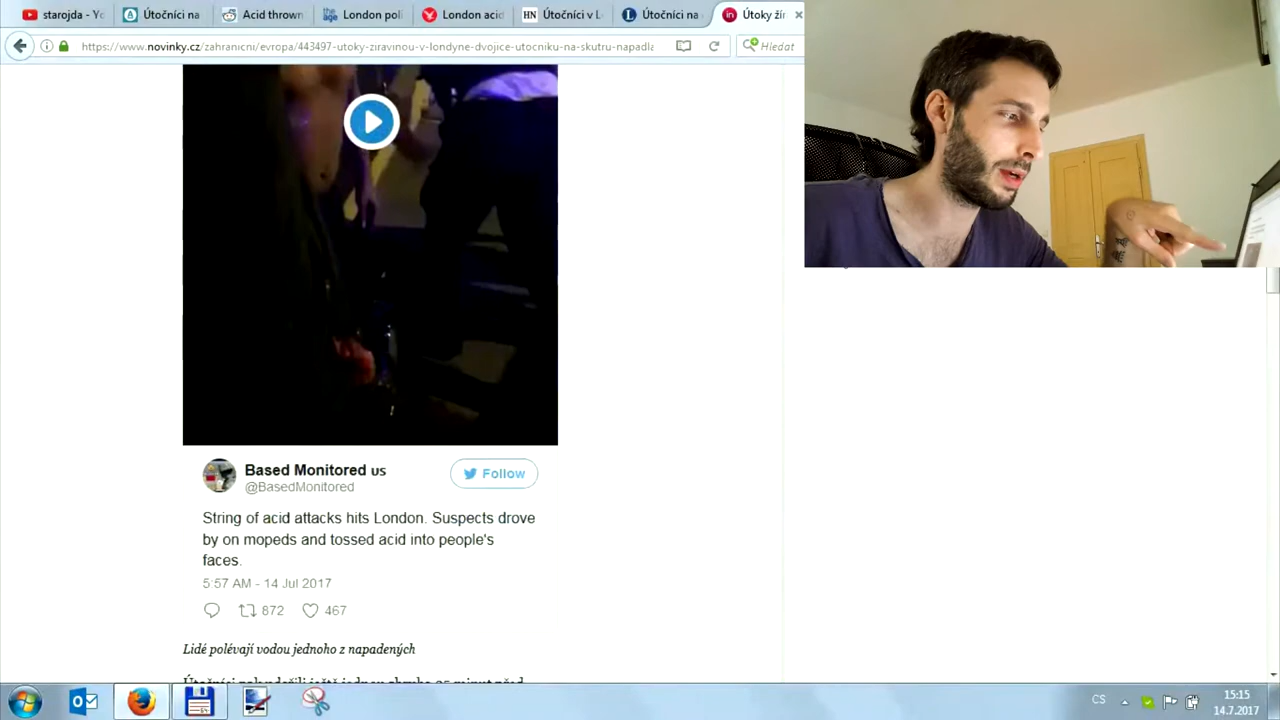 starojda - Yo
Útočníci na
Acid thrown
London poli
London acid
Útočníci v L
Útočníci na
Útoky žír
https://www.novinky.cz/zahranicni/evropa/443497-utoky-ziravinou-v-londyne-dvojice-utocniku-na-skutru-napadla
Hledat
Based Monitored us
@BasedMonitored
Follow
String of acid attacks hits London. Suspects drove
by on mopeds and tossed acid into people's
faces.
5:57 AM - 14 Jul 2017
872 467
Lidé polévají vodou jednoho z napadených
CS
15:15
14.7.2017